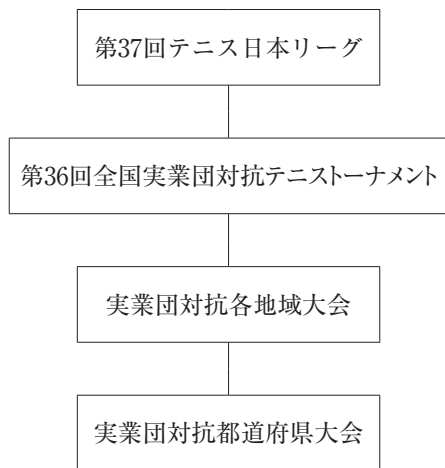 第37回テニス日本リーグ
第36回全国実業団対抗テニストーナメント
実業団対抗各地域大会
実業団対抗都道府県大会